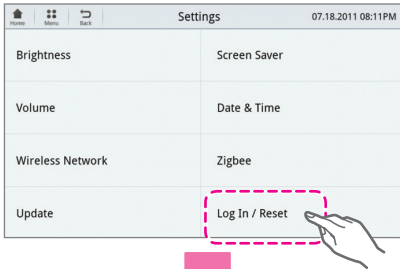 Settings
07.18.2011 08:11PM
Home Menu Back
Brightness
Screen Saver
Volume
Date & Time
Wireless Network
Zigbee
Update
Log In / Reset